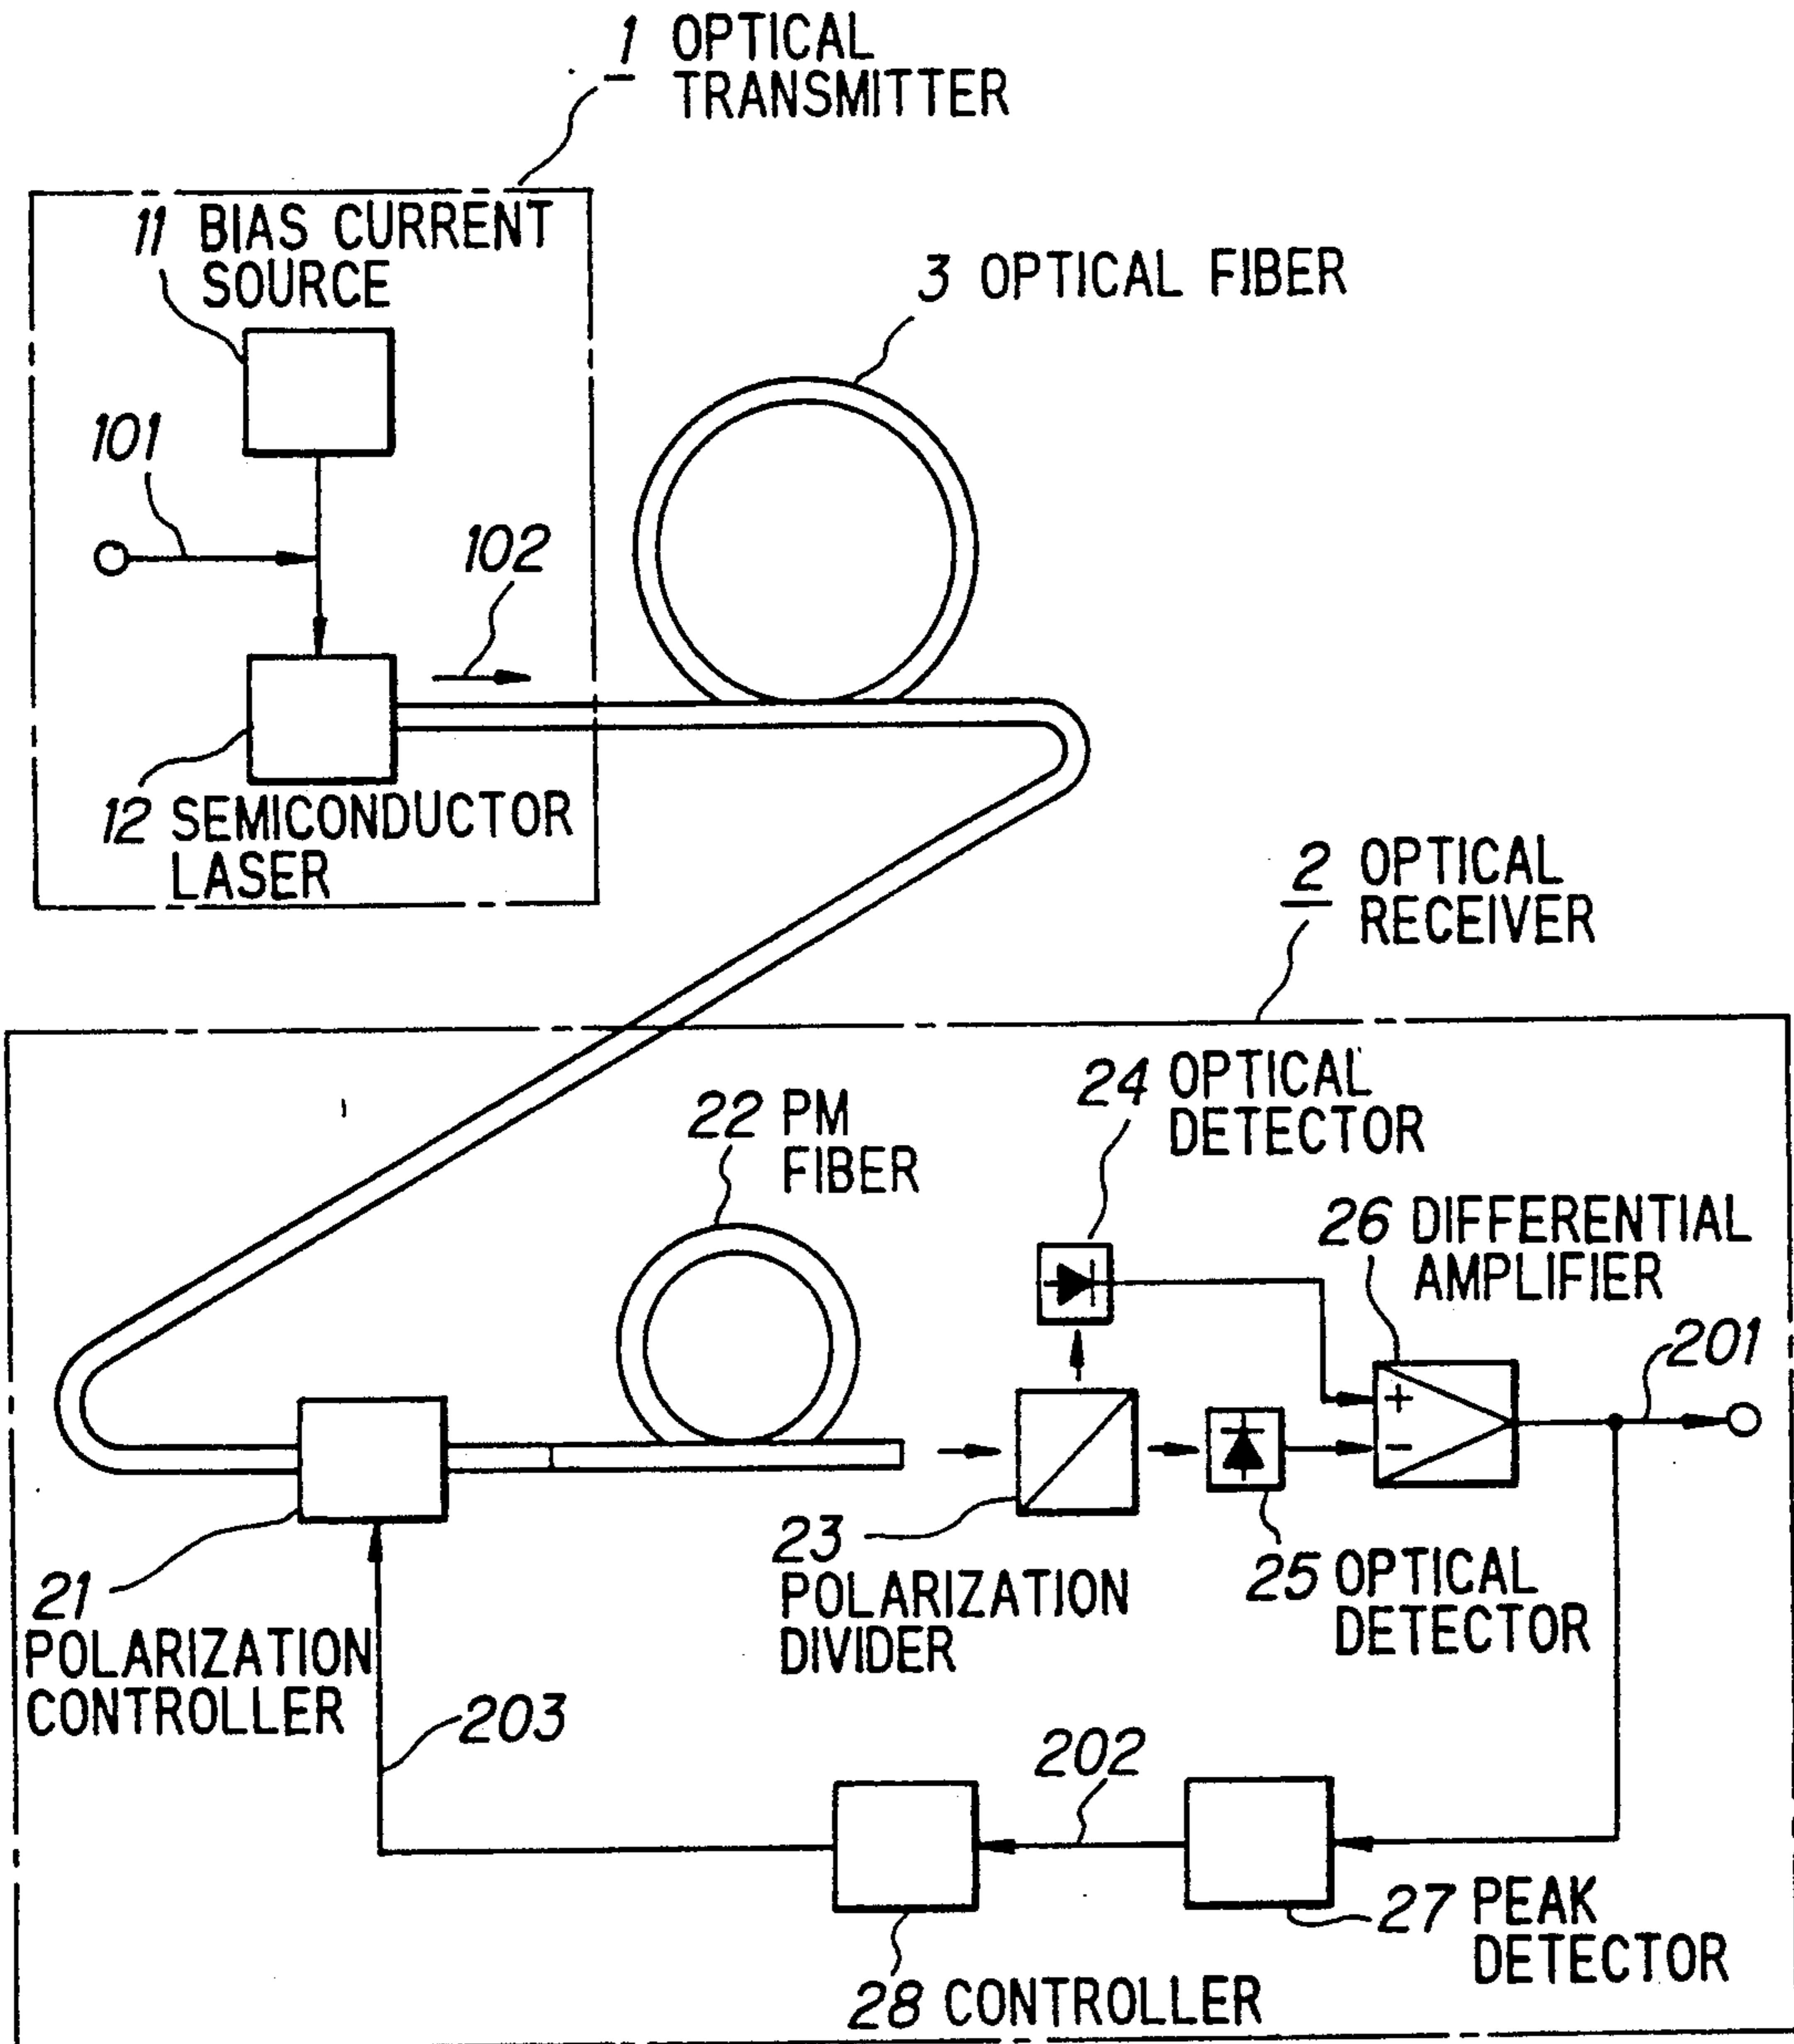 1 OPTICAL
TRANSMITTER
11 BIAS CURRENT
SOURCE
3 OPTICAL FIBER
101
102
12 SEMICONDUCTOR
LASER
2 OPTICAL
RECEIVER
24 OPTICAL
DETECTOR
22 PM
FIBER
26 DIFFERENTIAL
AMPLIFIER
201
+
−
23
POLARIZATION
DIVIDER
25 OPTICAL
DETECTOR
21
POLARIZATION
CONTROLLER
203
202
27 PEAK
DETECTOR
28 CONTROLLER